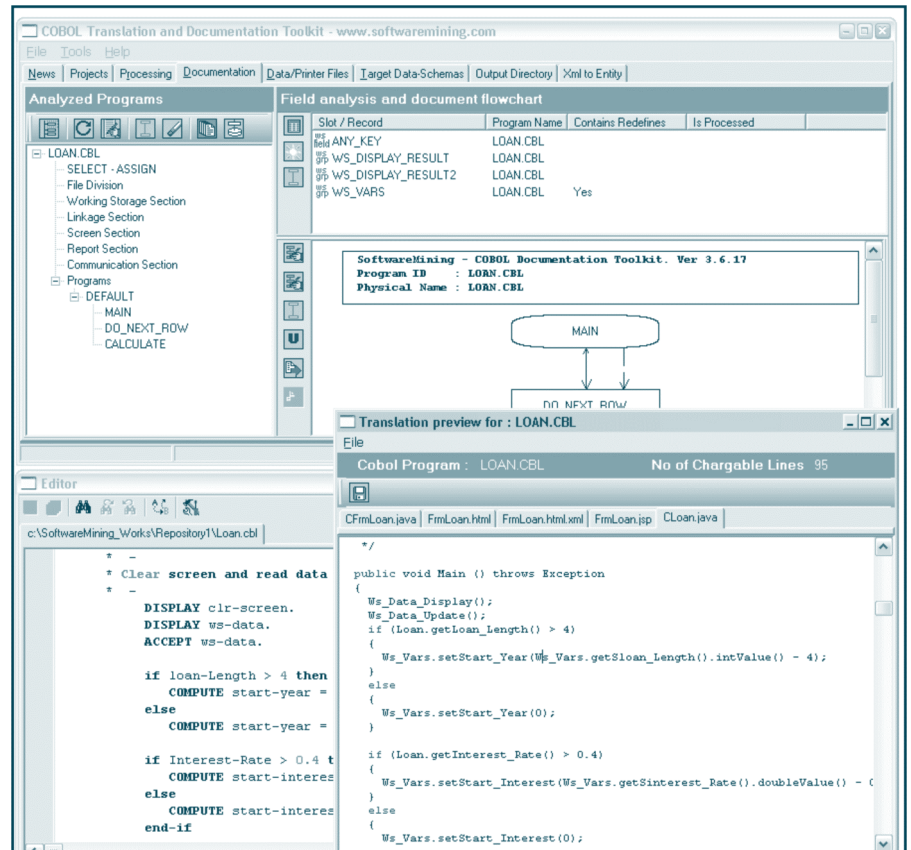 COBOL Translation and Documentation Toolkit - www.softwaremining.com
File Tools Help
News Projects Processing Documentation Data/Printer Files Target Data-Schemas Output Directory Xml to Entity
Analyzed Programs
LOAN.CBL
SELECT - ASSIGN
File Division
Working Storage Section
Linkage Section
Screen Section
Report Section
Communication Section
Programs
DEFAULT
MAIN
DO_NEXT_ROW
CALCULATE
Field analysis and document flowchart
Slot / Record Program Name Contains Redefines Is Processed
ws field ANY_KEY LOAN.CBL
ws grp WS_DISPLAY_RESULT LOAN.CBL
ws grp WS_DISPLAY_RESULT2 LOAN.CBL
ws grp WS_VARS LOAN.CBL Yes
U
SoftwareMining - COBOL Documentation Toolkit. Ver 3.6.17
Program ID : LOAN.CBL
Physical Name : LOAN.CBL
MAIN
DO_NEXT_ROW
Editor
c:\SoftwareMining_Works\Repository1\Loan.cbl
* -
* Clear screen and read data
* -
DISPLAY clr-screen.
DISPLAY ws-data.
ACCEPT ws-data.
if loan-Length > 4 then
COMPUTE start-year =
else
COMPUTE start-year =
if Interest-Rate > 0.4 t
COMPUTE start-interes
else
COMPUTE start-interes
end-if
Translation preview for : LOAN.CBL
File
Cobol Program : LOAN.CBL No of Chargable Lines 95
CFrmLoan.java FrmLoan.html FrmLoan.html.xml FrmLoan.jsp CLoan.java
*/
public void Main () throws Exception
{
Ws_Data_Display();
Ws_Data_Update();
if (Loan.getLoan_Length() > 4)
{
Ws_Vars.setStart_Year(Ws_Vars.getSloan_Length().intValue() - 4);
}
else
{
Ws_Vars.setStart_Year(0);
}
if (Loan.getInterest_Rate() > 0.4)
{
Ws_Vars.setStart_Interest(Ws_Vars.getSinterest_Rate().doubleValue() - 0
}
else
{
Ws_Vars.setStart_Interest(0);